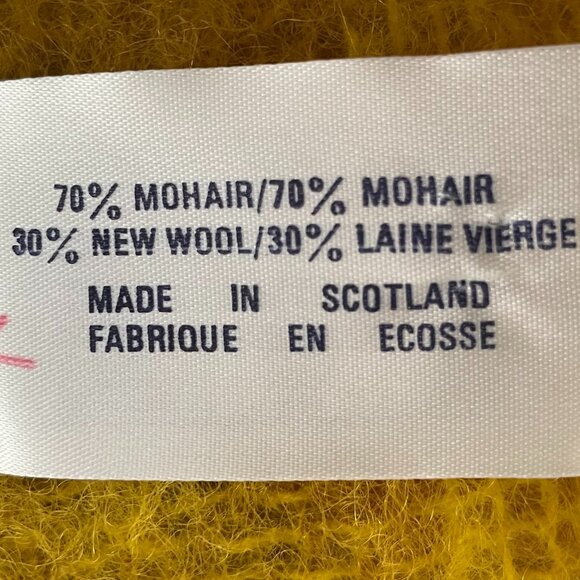 70% MOHAIR/70% MOHAIR
30% NEW WOOL/30% LAINE VIERGE
MADE IN SCOTLAND
FABRIQUE EN ECOSSE